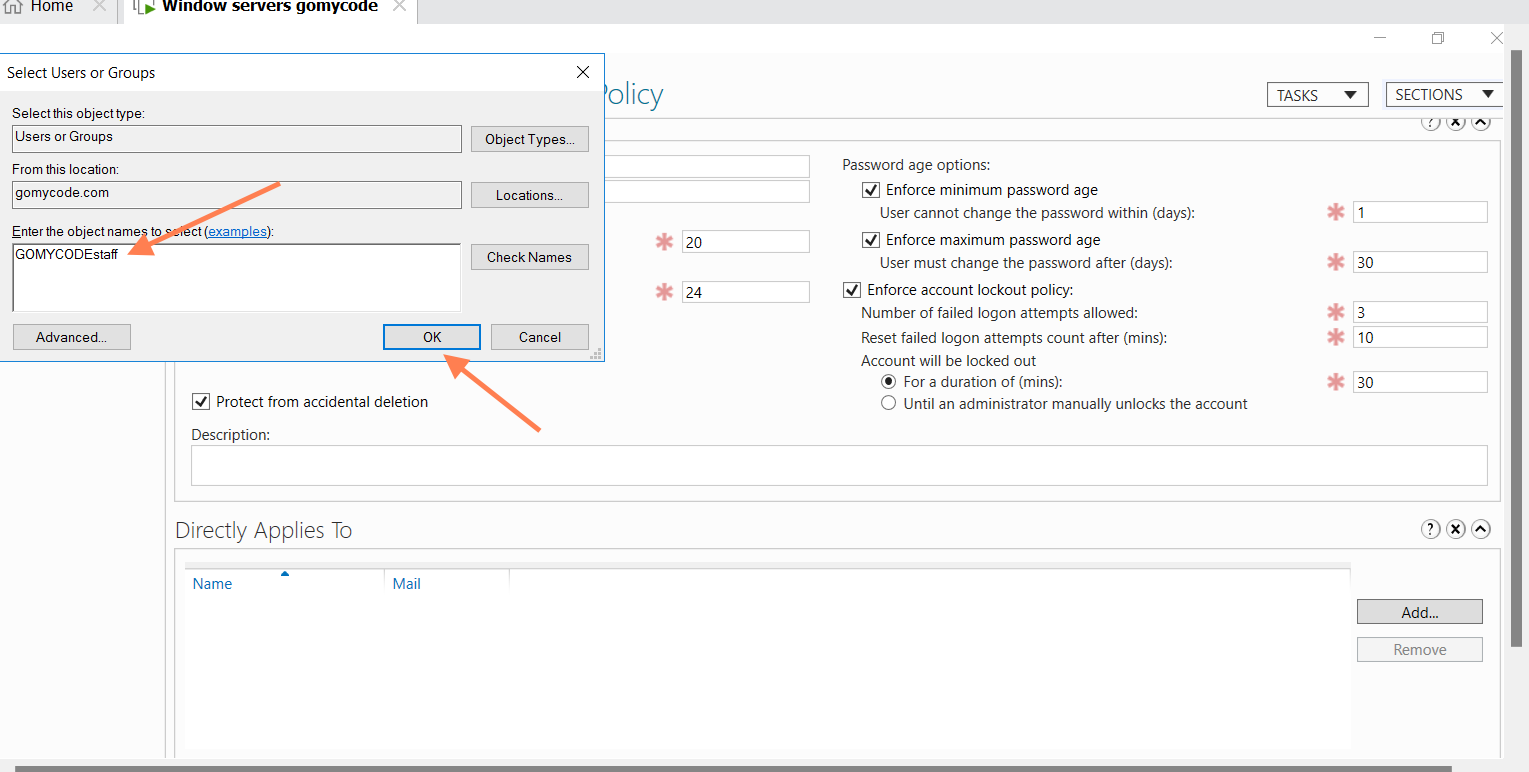 Home
Window servers gomycode
Select Users or Groups
Select this object type:
Users or Groups
Object Types...
From this location:
gomycode.com
Locations...
Enter the object names to select (examples):
GOMYCODEstaff
Check Names
Advanced...
OK
Cancel
Policy
TASKS
SECTIONS
Password age options:
Enforce minimum password age
User cannot change the password within (days):
* 1
Enforce maximum password age
* 20
User must change the password after (days):
* 30
* 24
Enforce account lockout policy:
Number of failed logon attempts allowed:
* 3
Reset failed logon attempts count after (mins):
* 10
Account will be locked out
For a duration of (mins):
* 30
Until an administrator manually unlocks the account
Protect from accidental deletion
Description:
Directly Applies To
?
Name
Mail
Add...
Remove